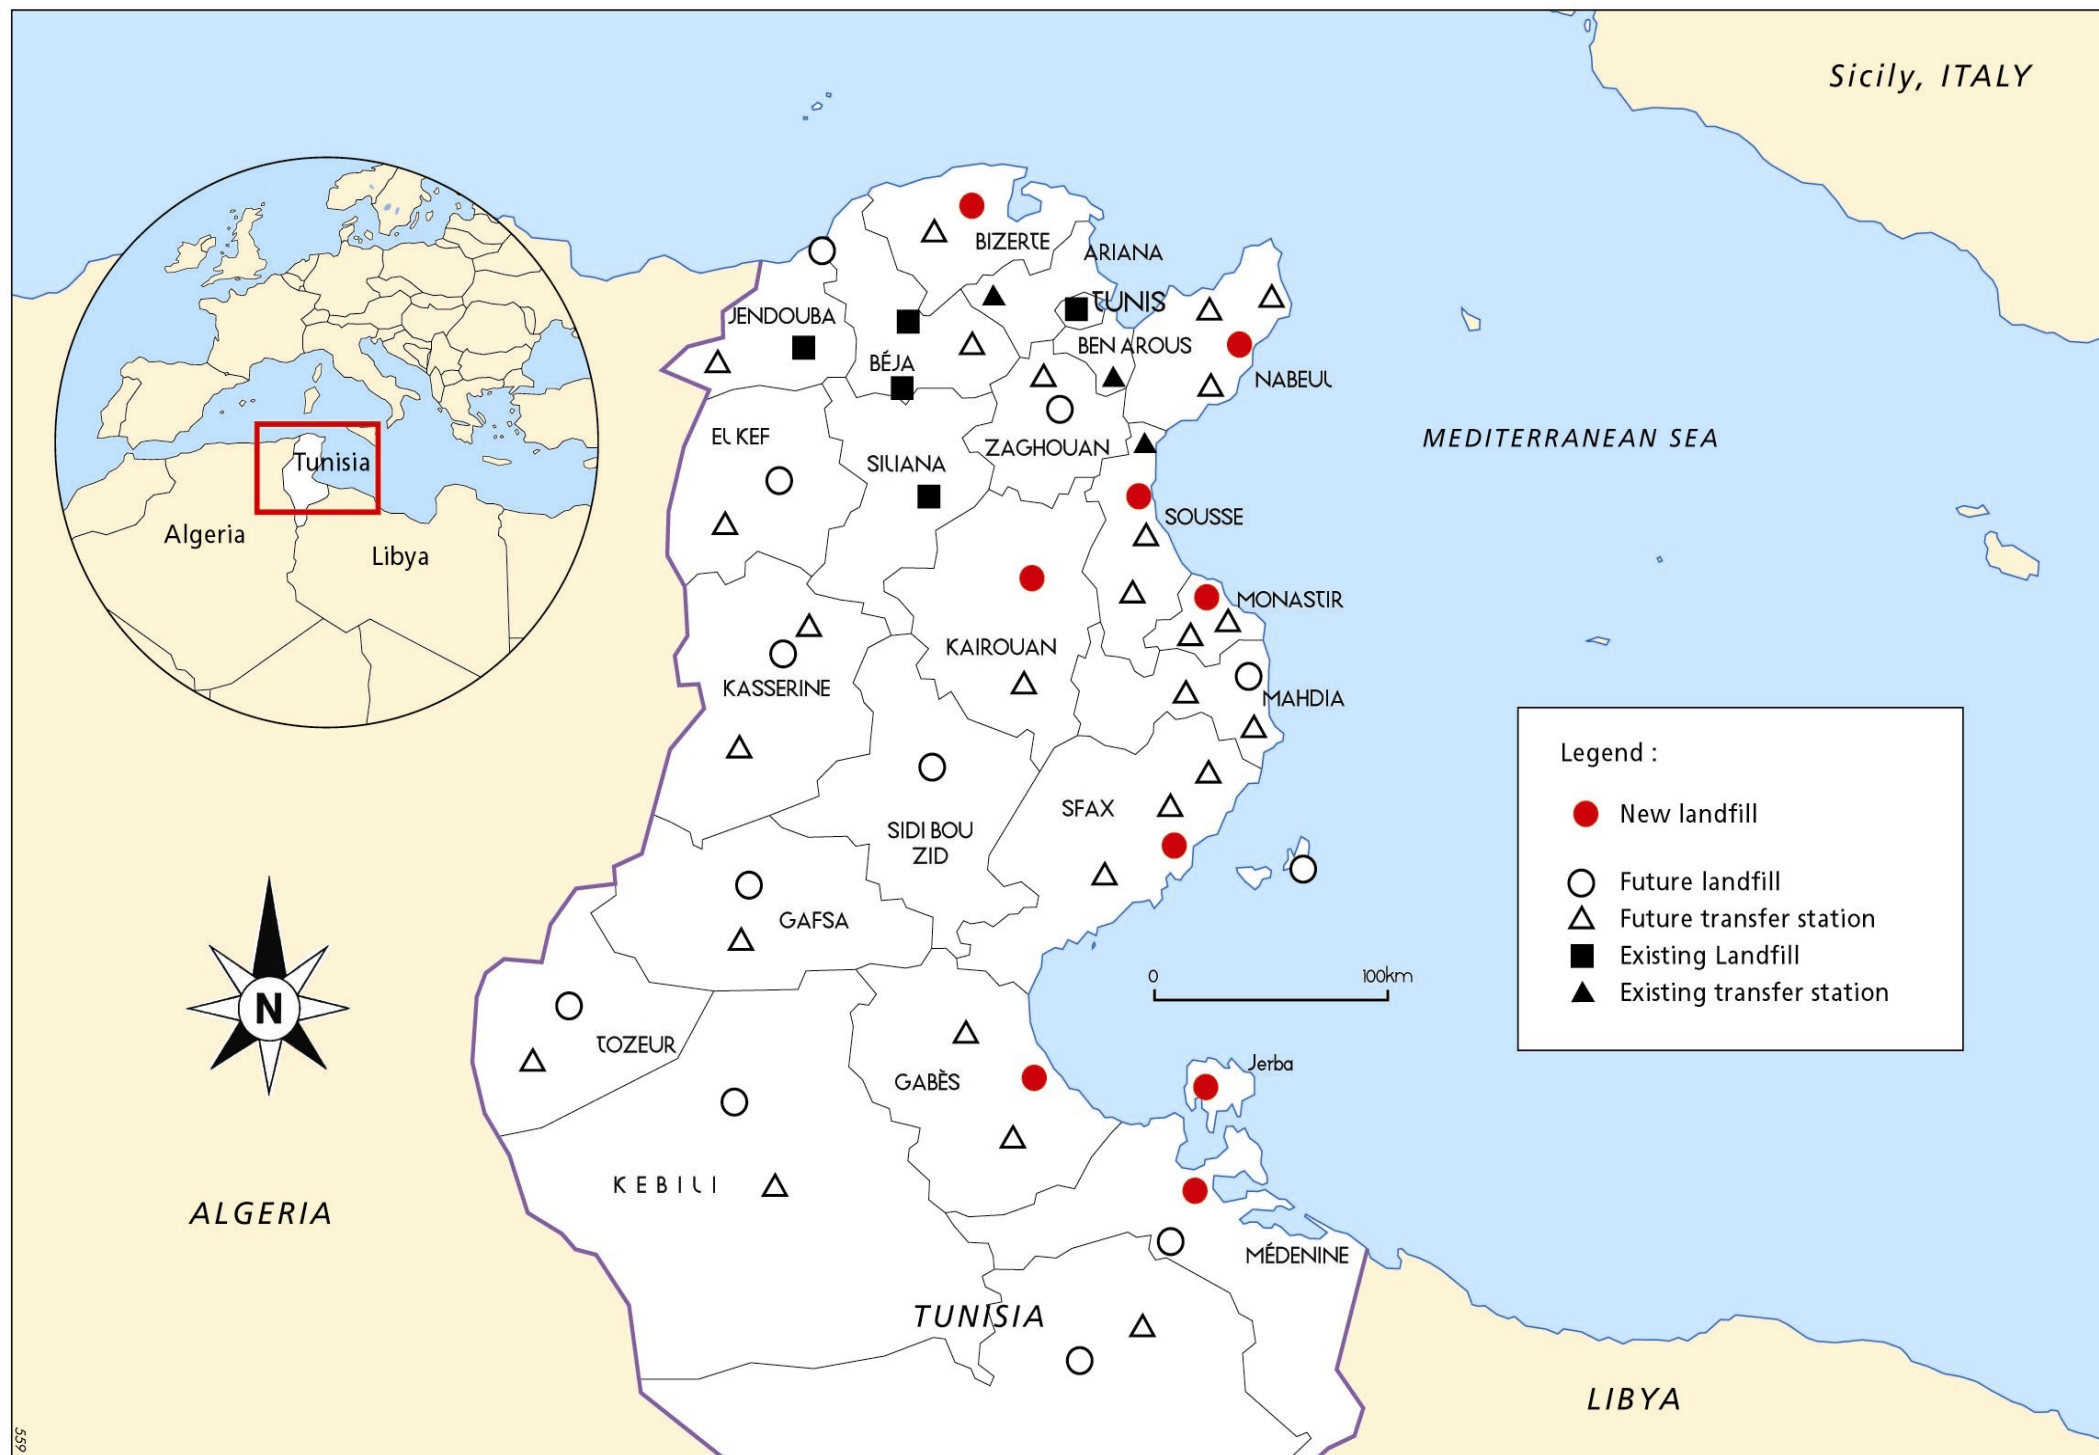 Sicily, ITALY
BIZERTE
ARIANA
TUNIS
JENDOUBA
BEN AROUS
BÉJA
NABEUL
EL KEF
MEDITERRANEAN SEA
ZAGHOUAN
SILIANA
Tunisia
SOUSSE
Algeria
Libya
MONASTIR
KAIROUAN
KASSERINE
MAHDIA
Legend :
New landfill
Future landfill
Future transfer station
Existing Landfill
Existing transfer station
SFAX
SIDI BOU
ZID
GAFSA
0 100km
N
TOZEUR
Jerba
GABÈS
KEBILI
ALGERIA
MÉDENINE
TUNISIA
LIBYA
559